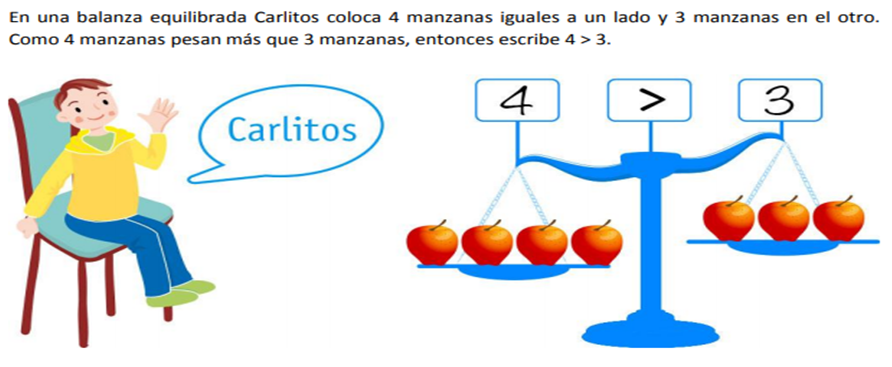 En una balanza equilibrada Carlitos coloca 4 manzanas iguales a un lado y 3 manzanas en el otro.
Como 4 manzanas pesan más que 3 manzanas, entonces escribe 4 > 3.
Carlitos
4 > 3